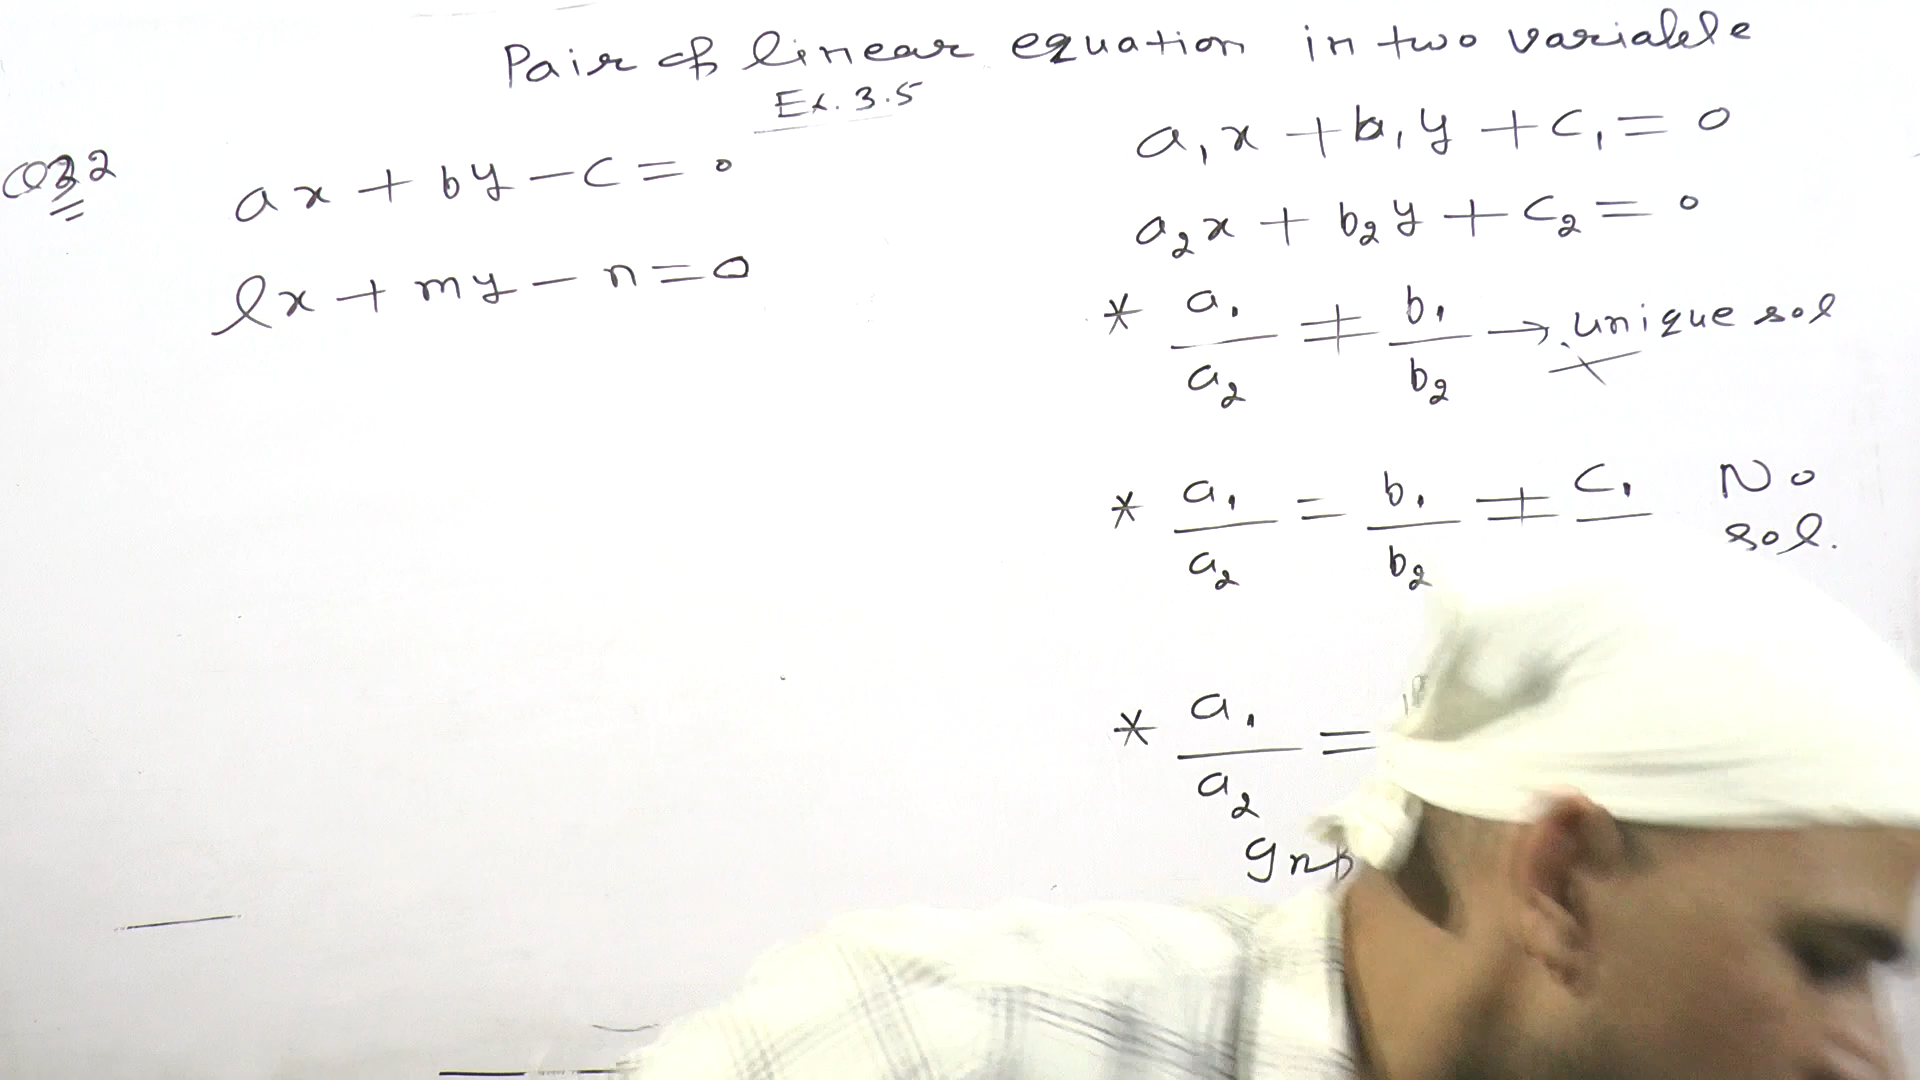 Pair of linear equation in two variable
Ex. 3.5
Q32
ax + by - c = 0
lx + my - n = 0
a₁x + b₁y + c₁ = 0
a₂x + b₂y + c₂ = 0
* a₁/a₂ ≠ b₁/b₂ → unique sol
* a₁/a₂ = b₁/b₂ ≠ c₁ No sol.
* a₁/a₂ =